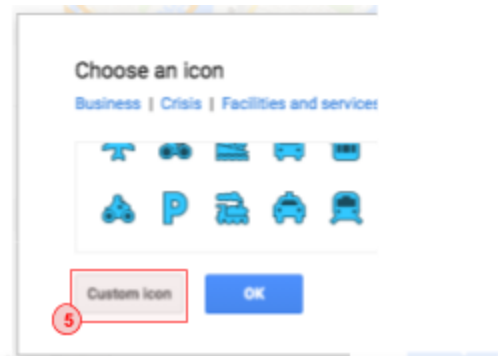 Choose an icon
Business | Crisis | Facilities and services
P
Custom icon OK
5